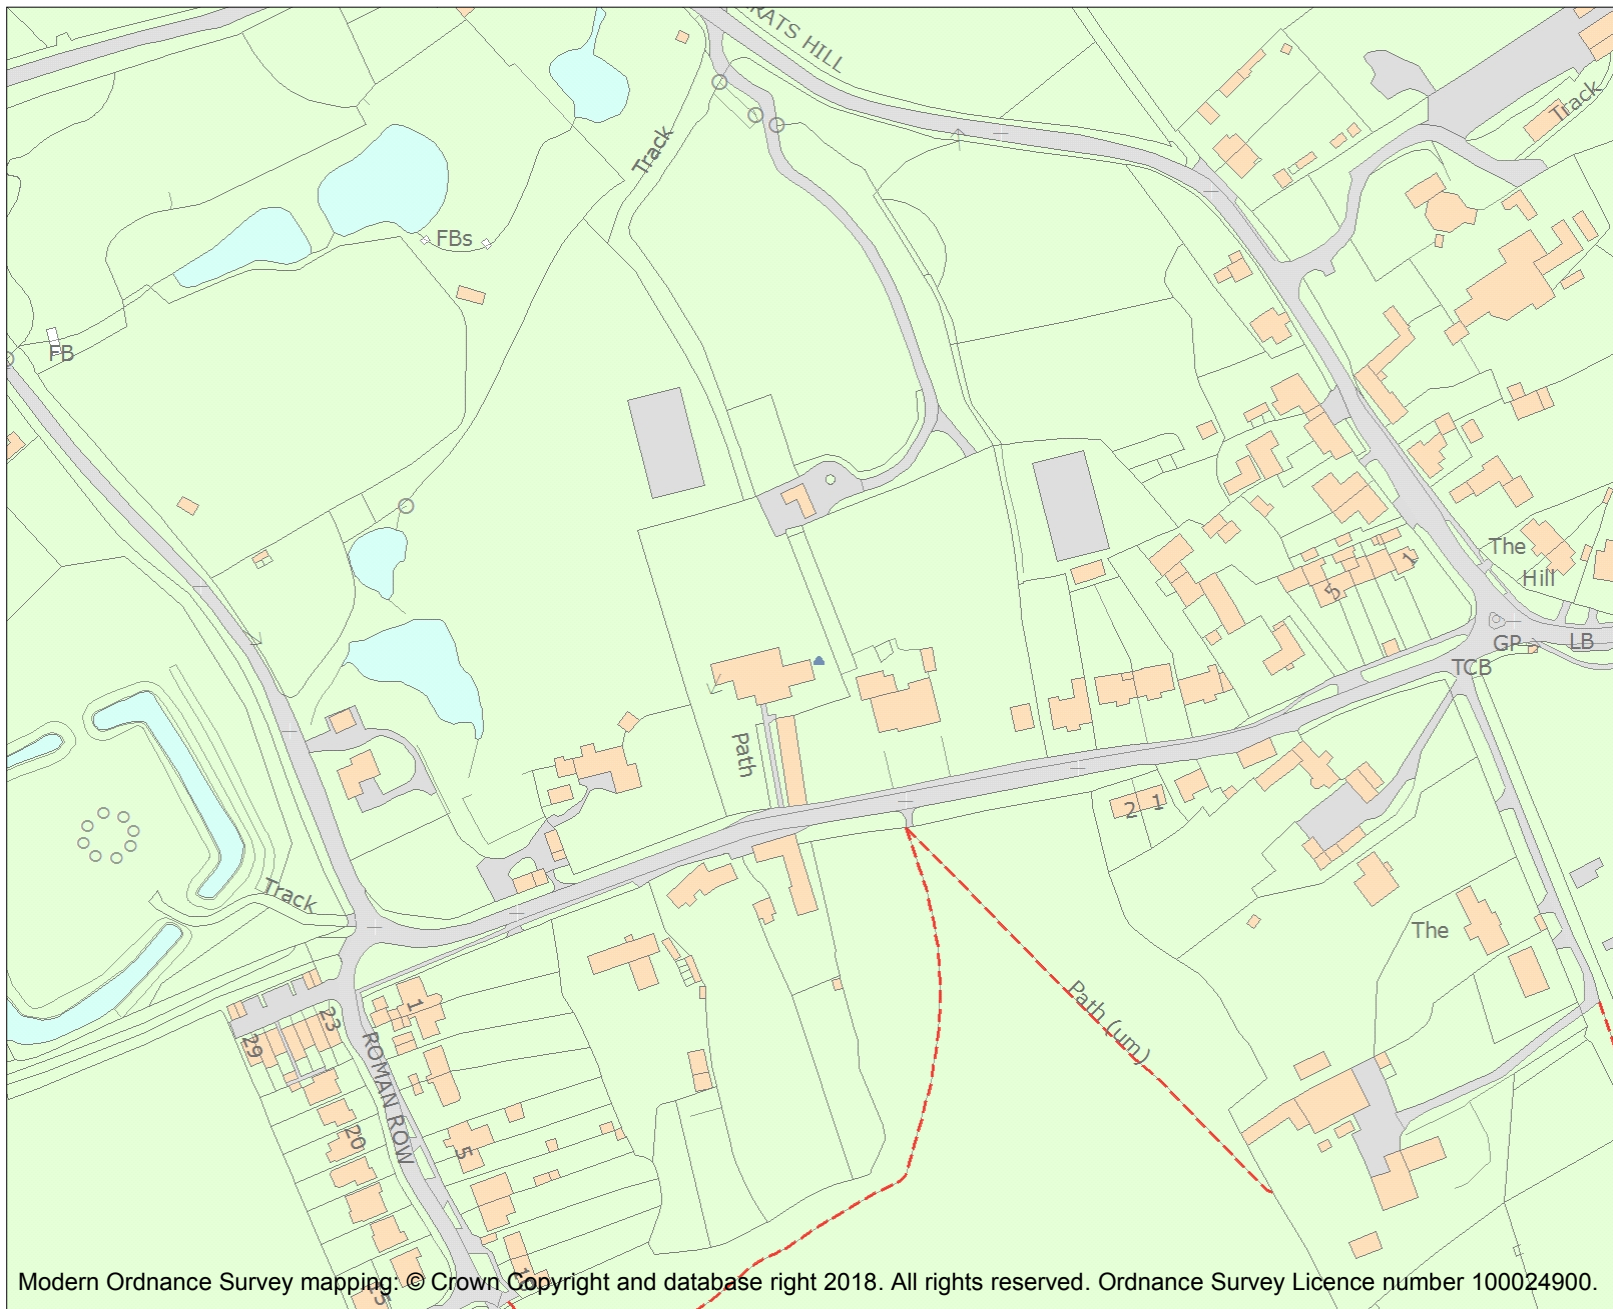 RATS HILL
Track
Track
FBs
FB
The
Hill
1
5
GP
LB
TCB
Path
2
1
Track
The
Path (um)
1
23
29
ROMAN ROW
20
5
Modern Ordnance Survey mapping: © Crown Copyright and database right 2018. All rights reserved. Ordnance Survey Licence number 100024900.